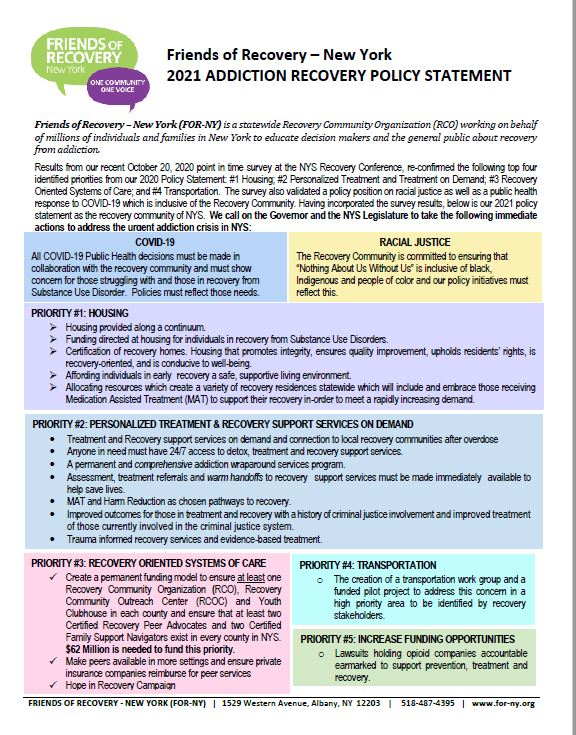 FRIENDS OF
RECOVERY
New York
ONE COMMUNITY
ONE VOICE
Friends of Recovery – New York
2021 ADDICTION RECOVERY POLICY STATEMENT
Friends of Recovery – New York (FOR-NY) is a statewide Recovery Community Organization (RCO) working on behalf
of millions of individuals and families in New York to educate decision makers and the general public about recovery
from addiction.
Results from our recent October 20, 2020 point in time survey at the NYS Recovery Conference, re-confirmed the following top four
identified priorities from our 2020 Policy Statement: #1 Housing; #2 Personalized Treatment and Treatment on Demand; #3 Recovery
Oriented Systems of Care; and #4 Transportation. The survey also validated a policy position on racial justice as well as a public health
response to COVID-19 which is inclusive of the Recovery Community. Having incorporated the survey results, below is our 2021 policy
statement as the recovery community of NYS. We call on the Governor and the NYS Legislature to take the following immediate
actions to address the urgent addiction crisis in NYS:
COVID-19
All COVID-19 Public Health decisions must be made in
collaboration with the recovery community and must show
concern for those struggling with and those in recovery from
Substance Use Disorder. Policies must reflect those needs.
RACIAL JUSTICE
The Recovery Community is committed to ensuring that
“Nothing About Us Without Us” is inclusive of black,
Indigenous and people of color and our policy initiatives must
reflect this.
PRIORITY #1: HOUSING
➢ Housing provided along a continuum.
➢ Funding directed at housing for individuals in recovery from Substance Use Disorders.
➢ Certification of recovery homes. Housing that promotes integrity, ensures quality improvement, upholds residents’ rights, is
recovery-oriented, and is conducive to well-being.
➢ Affording individuals in early recovery a safe, supportive living environment.
➢ Allocating resources which create a variety of recovery residences statewide which will include and embrace those receiving
Medication Assisted Treatment (MAT) to support their recovery in-order to meet a rapidly increasing demand.
PRIORITY #2: PERSONALIZED TREATMENT & RECOVERY SUPPORT SERVICES ON DEMAND
• Treatment and Recovery support services on demand and connection to local recovery communities after overdose
• Anyone in need must have 24/7 access to detox, treatment and recovery support services.
• A permanent and comprehensive addiction wraparound services program.
• Assessment, treatment referrals and warm handoffs to recovery support services must be made immediately available to
help save lives.
• MAT and Harm Reduction as chosen pathways to recovery.
• Improved outcomes for those in treatment and recovery with a history of criminal justice involvement and improved treatment
of those currently involved in the criminal justice system.
• Trauma informed recovery services and evidence-based treatment.
PRIORITY #3: RECOVERY ORIENTED SYSTEMS OF CARE
✓ Create a permanent funding model to ensure at least one
Recovery Community Organization (RCO), Recovery
Community Outreach Center (RCOC) and Youth
Clubhouse in each county and ensure that at least two
Certified Recovery Peer Advocates and two Certified
Family Support Navigators exist in every county in NYS.
$62 Million is needed to fund this priority.
✓ Make peers available in more settings and ensure private
insurance companies reimburse for peer services
✓ Hope in Recovery Campaign
PRIORITY #4: TRANSPORTATION
o The creation of a transportation work group and a
funded pilot project to address this concern in a
high priority area to be identified by recovery
stakeholders.
PRIORITY #5: INCREASE FUNDING OPPORTUNITIES
o Lawsuits holding opioid companies accountable
earmarked to support prevention, treatment and
recovery.
FRIENDS OF RECOVERY - NEW YORK (FOR-NY) | 1529 Western Avenue, Albany, NY 12203 | 518-487-4395 | www.for-ny.org